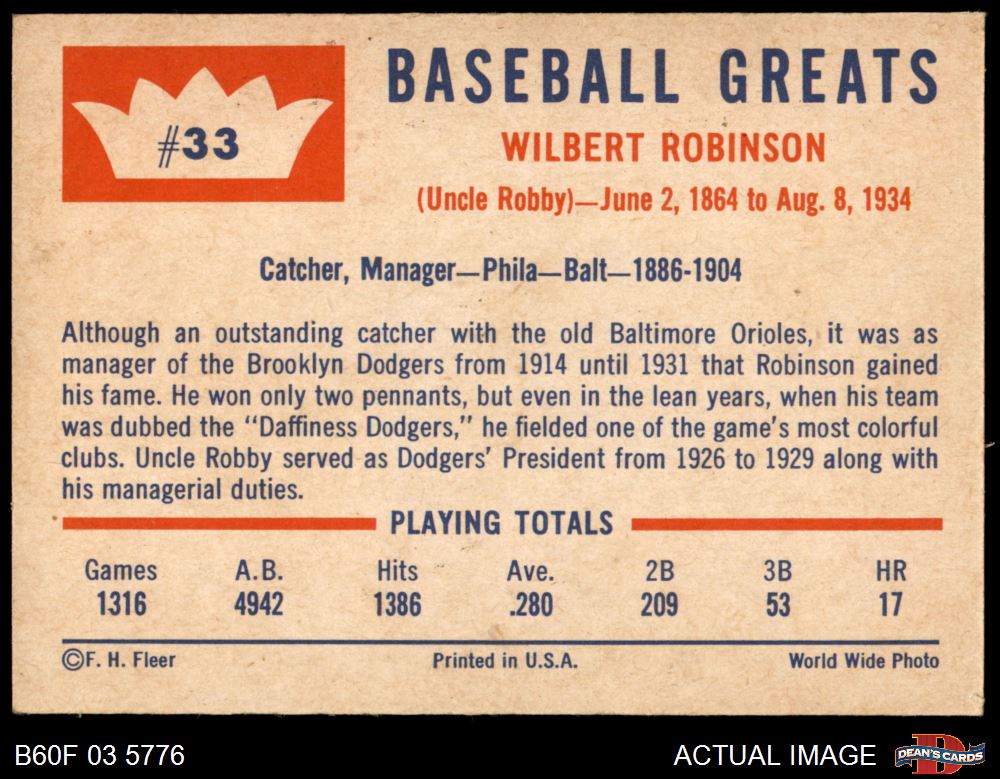 #33
BASEBALL GREATS
WILBERT ROBINSON
(Uncle Robby)—June 2, 1864 to Aug. 8, 1934
Catcher, Manager—Phila—Balt—1886-1904
Although an outstanding catcher with the old Baltimore Orioles, it was as
manager of the Brooklyn Dodgers from 1914 until 1931 that Robinson gained
his fame. He won only two pennants, but even in the lean years, when his team
was dubbed the "Daffiness Dodgers," he fielded one of the game's most colorful
clubs. Uncle Robby served as Dodgers' President from 1926 to 1929 along with
his managerial duties.
PLAYING TOTALS
Games A.B. Hits Ave. 2B 3B HR
1316 4942 1386 .280 209 53 17
©F. H. Fleer Printed in U.S.A. World Wide Photo
B60F 03 5776 ACTUAL IMAGE D DEAN'S CARDS